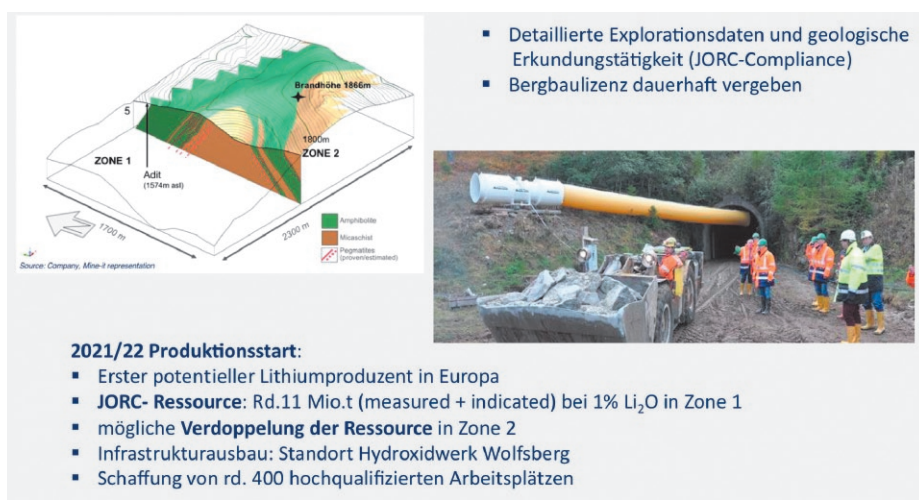 Brandhöhe 1866m
5
1800m
ZONE 1
ZONE 2
Adit
(1574m asl)
1700 m
2300 m
Amphibolite
Micaschist
Pegmatites
(proven/estimated)
Source: Company, Mine-it representation
▪ Detaillierte Explorationsdaten und geologische
Erkundungstätigkeit (JORC-Compliance)
▪ Bergbaulizenz dauerhaft vergeben
2021/22 Produktionsstart:
▪ Erster potentieller Lithiumproduzent in Europa
▪ JORC- Ressource: Rd.11 Mio.t (measured + indicated) bei 1% Li₂O in Zone 1
▪ mögliche Verdoppelung der Ressource in Zone 2
▪ Infrastrukturausbau: Standort Hydroxidwerk Wolfsberg
▪ Schaffung von rd. 400 hochqualifizierten Arbeitsplätzen